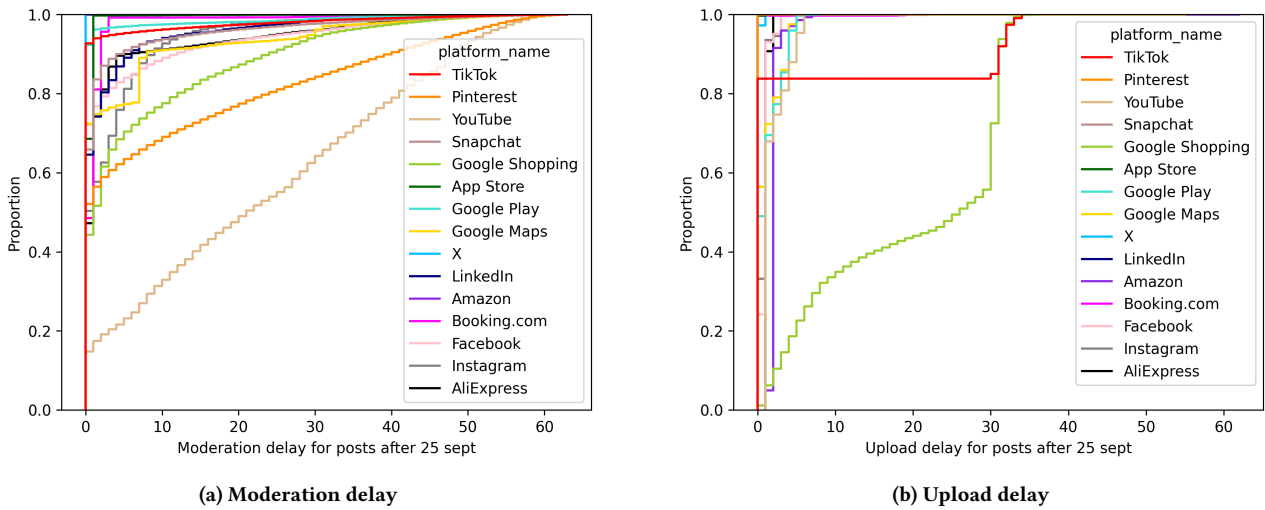 1.0
0.8
0.6
0.4
0.2
0.0
Proportion
0 10 20 30 40 50 60
Moderation delay for posts after 25 sept
platform_name
TikTok
Pinterest
YouTube
Snapchat
Google Shopping
App Store
Google Play
Google Maps
X
LinkedIn
Amazon
Booking.com
Facebook
Instagram
AliExpress
(a) Moderation delay
1.0
0.8
0.6
0.4
0.2
0.0
Proportion
0 10 20 30 40 50 60
Upload delay for posts after 25 sept
platform_name
TikTok
Pinterest
YouTube
Snapchat
Google Shopping
App Store
Google Play
Google Maps
X
LinkedIn
Amazon
Booking.com
Facebook
Instagram
AliExpress
(b) Upload delay